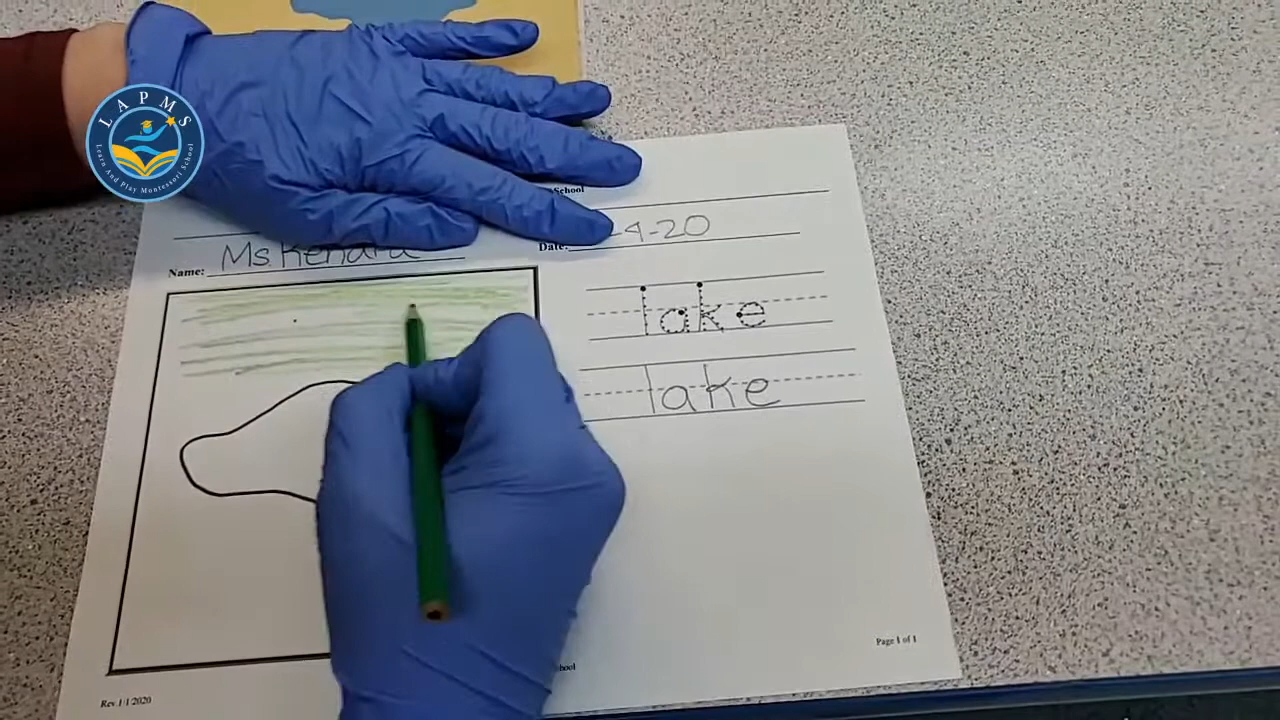 LAPMS
Learn And Play Montessori School
School
Name: Ms. Kendra
Date: -4-20
lake
lake
Page 1 of 1
Rev.1/1/2020